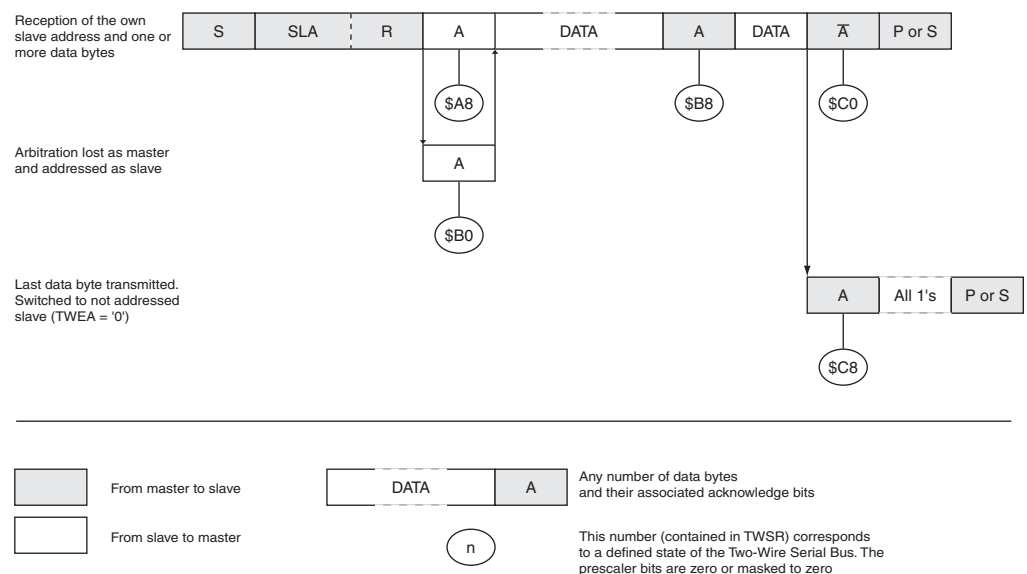 Reception of the own
slave address and one or
more data bytes
S SLA R A DATA A DATA A̅ P or S
$A8 $B8 $C0
Arbitration lost as master
and addressed as slave
A
$B0
Last data byte transmitted.
Switched to not addressed
slave (TWEA = '0')
A All 1's P or S
$C8
From master to slave
DATA A
Any number of data bytes
and their associated acknowledge bits
From slave to master
n
This number (contained in TWSR) corresponds
to a defined state of the Two-Wire Serial Bus. The
prescaler bits are zero or masked to zero